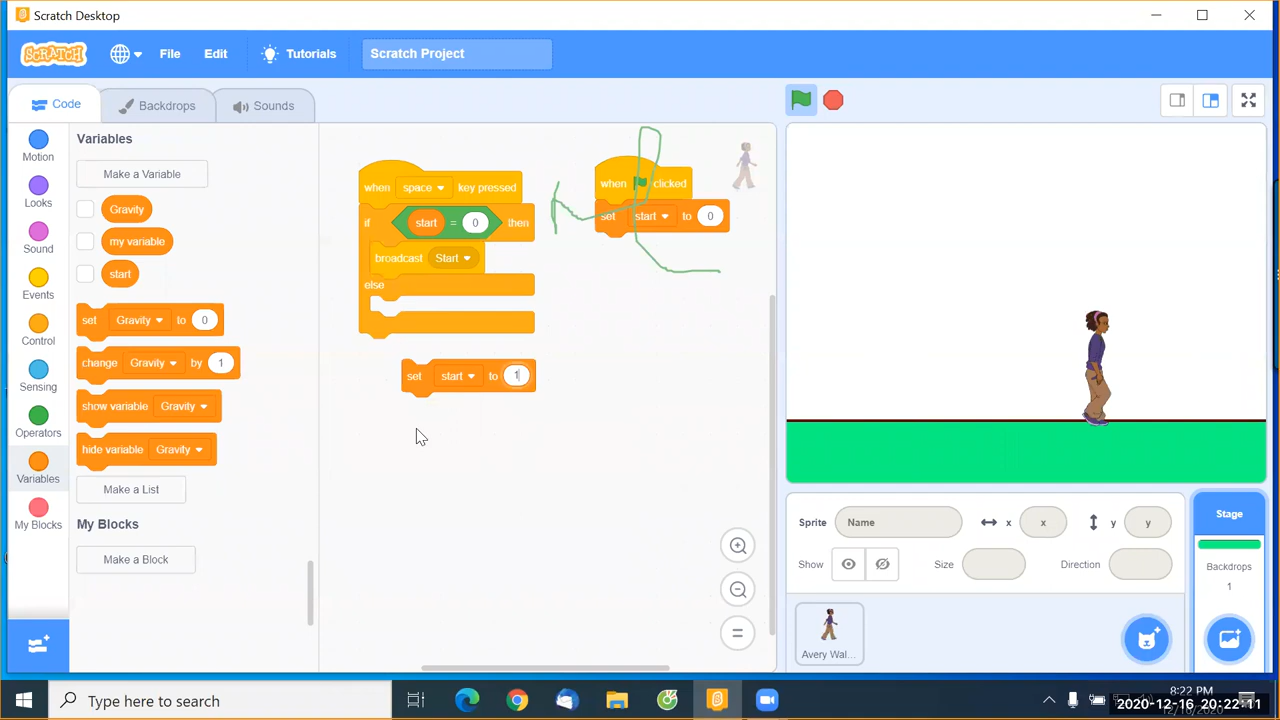 Scratch Desktop
SCRATCH File Edit Tutorials Scratch Project
Code Backdrops Sounds
Motion
Looks
Sound
Events
Control
Sensing
Operators
Variables
My Blocks
Variables
Make a Variable
Gravity
my variable
start
set Gravity to 0
change Gravity by 1
show variable Gravity
hide variable Gravity
Make a List
My Blocks
Make a Block
when space key pressed
if start = 0 then
broadcast Start
else
set start to 1
when clicked
set start to 0
Sprite Name x x y y
Show Size Direction
Avery Wal...
Stage
Backdrops
1
Type here to search
8:22 PM
2020-12-16 20:22:11